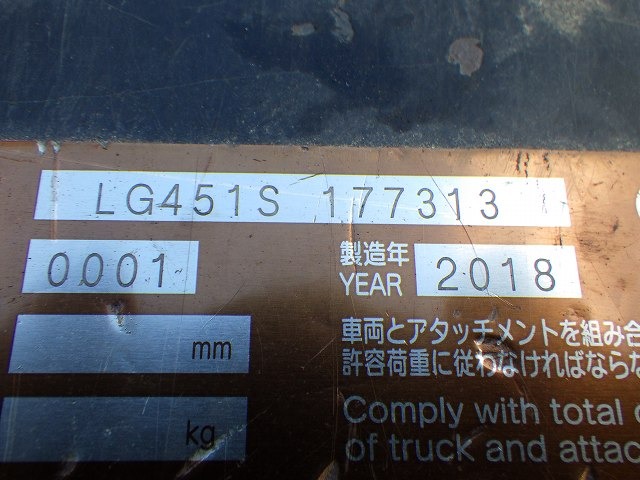 LG451S 177313
0001
製造年
YEAR 2018
mm
車両とアタッチメントを組み合
許容荷重に従わなければならな
kg
Comply with total
of truck and attac